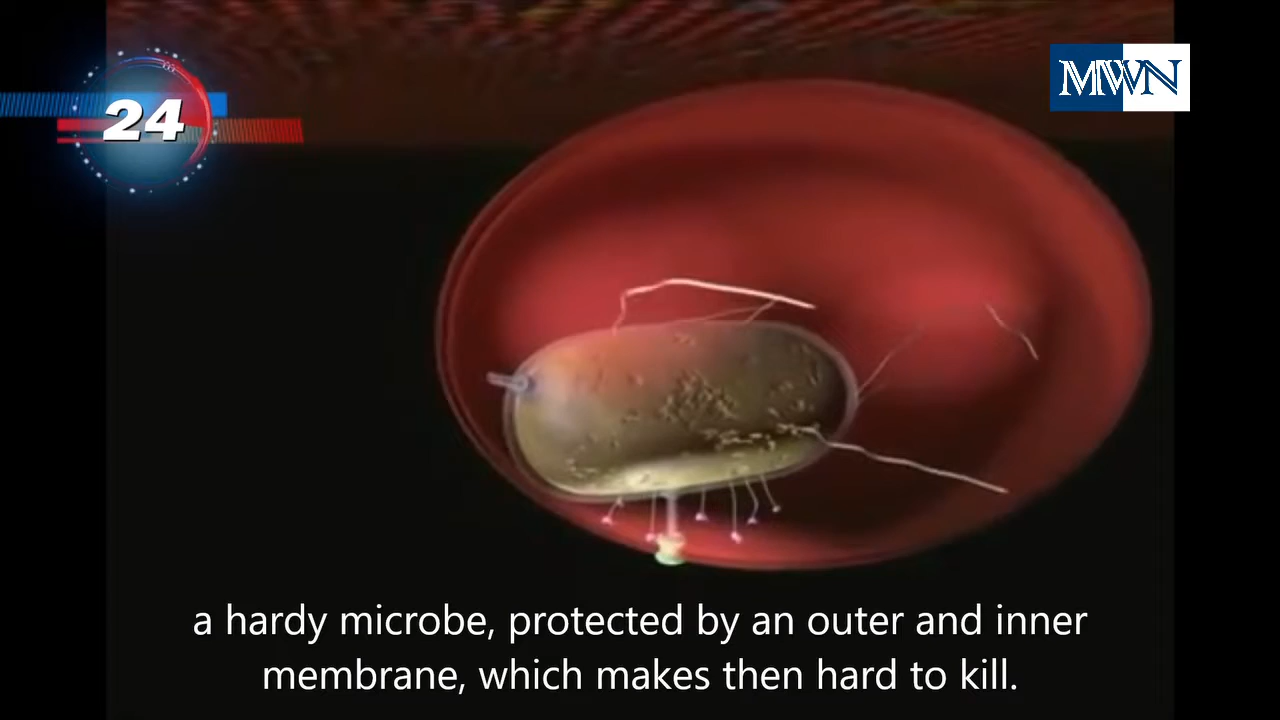 24
MWN
a hardy microbe, protected by an outer and inner
membrane, which makes then hard to kill.